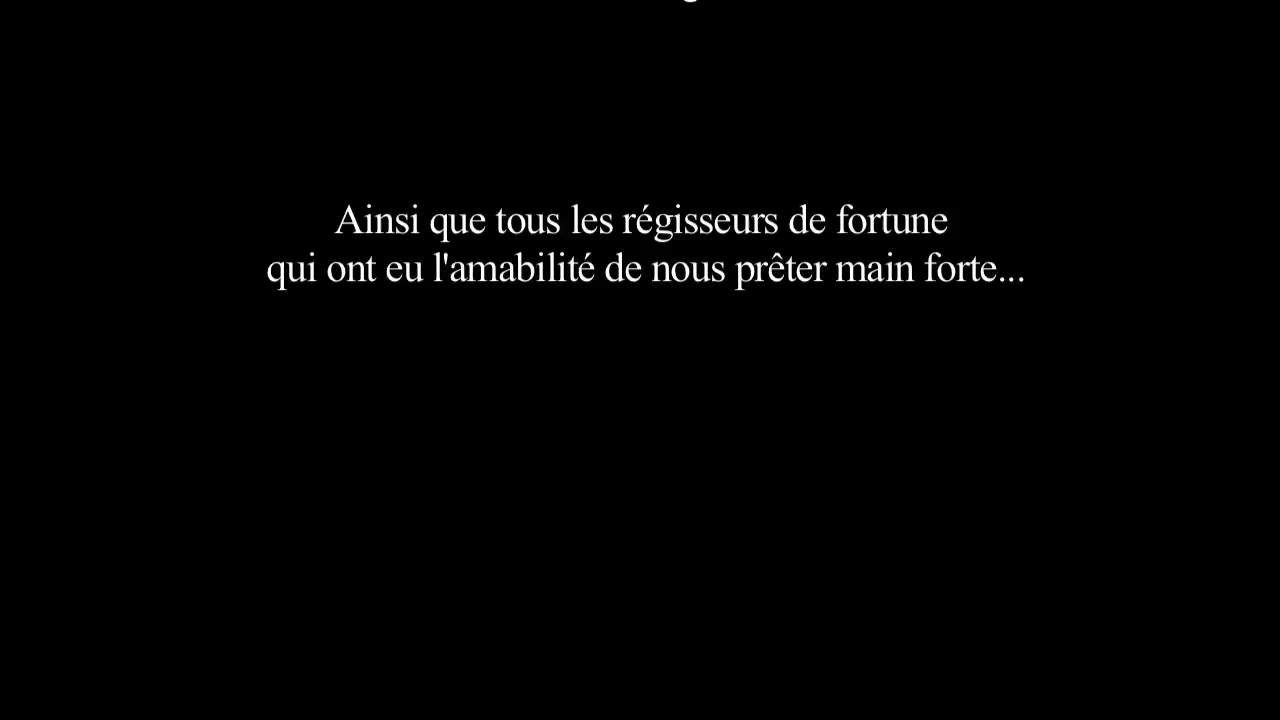 Ainsi que tous les régisseurs de fortune
qui ont eu l'amabilité de nous prêter main forte...